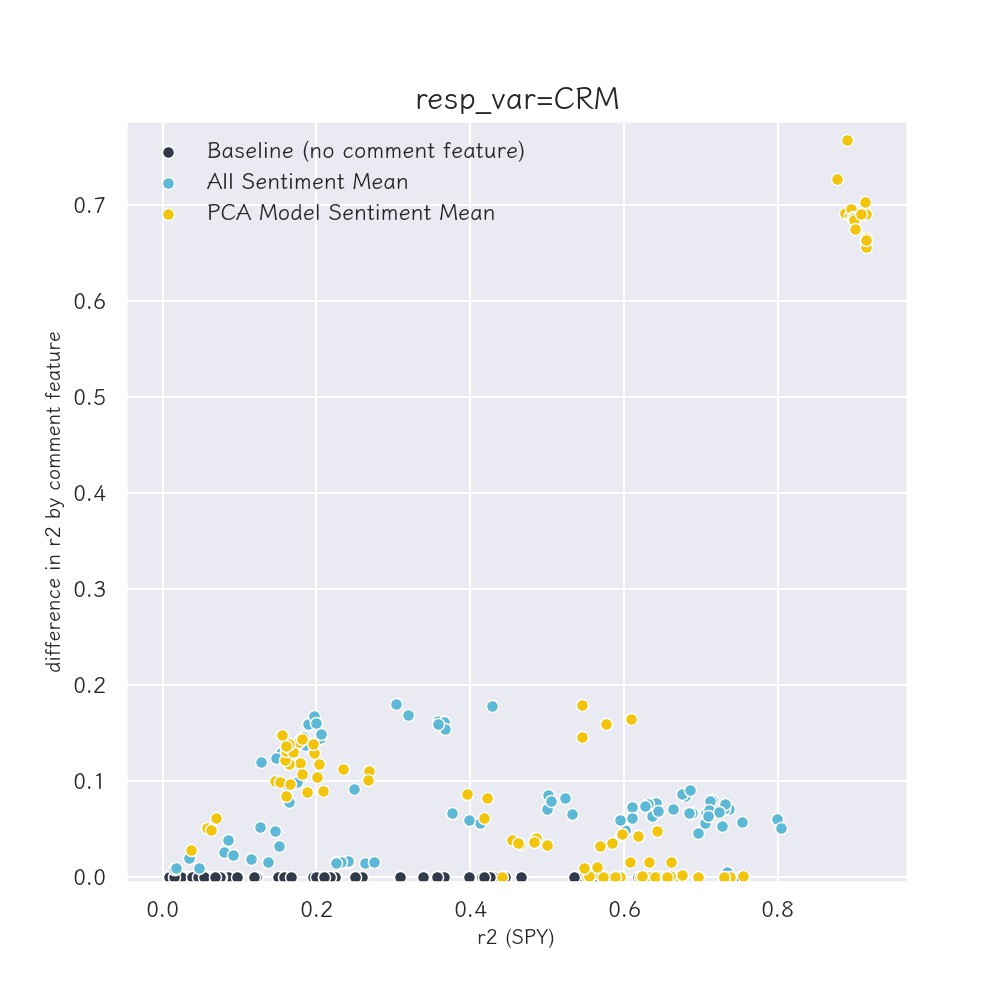 resp_var=CRM
Baseline (no comment feature)
All Sentiment Mean
PCA Model Sentiment Mean
difference in r2 by comment feature
0.7
0.6
0.5
0.4
0.3
0.2
0.1
0.0
0.0 0.2 0.4 0.6 0.8
r2 (SPY)